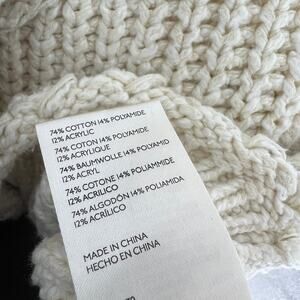 74% COTTON 14% POLYAMIDE
12% ACRYLIC
74% COTON 14% POLYAMIDE
12% ACRYLIQUE
74% BAUMWOLLE 14% POLYAMID
12% ACRYL
74% COTONE 14% POLIAMMIDE
12% ACRILICO
74% ALGODÓN 14% POLIAMIDA
12% ACRÍLICO
MADE IN CHINA
HECHO EN CHINA